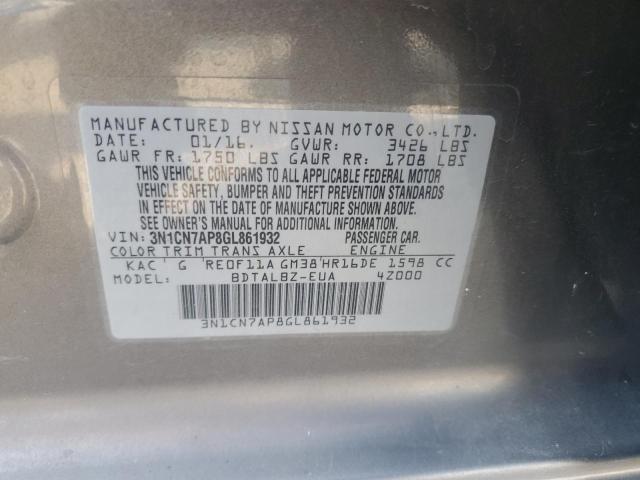 MANUFACTURED BY NISSAN MOTOR CO., LTD.
DATE: 01/16. GVWR: 3426 LBS
GAWR FR: 1750 LBS GAWR RR: 1708 LBS
THIS VEHICLE CONFORMS TO ALL APPLICABLE FEDERAL MOTOR
VEHICLE SAFETY, BUMPER AND THEFT PREVENTION STANDARDS
IN EFFECT ON THE DATE OF MANUFACTURE SHOWN ABOVE.
SEE OWNER'S MANUAL FOR ADDITIONAL INFORMATION.
VIN: 3N1CN7AP8GL861932 PASSENGER CAR.
COLOR TRIM TRANS AXLE ENGINE
KAC G RE0F11A GM38 HR16DE 1598 CC
BDTALBZ-EUA 4Z000
3N1CN7AP8GL861932